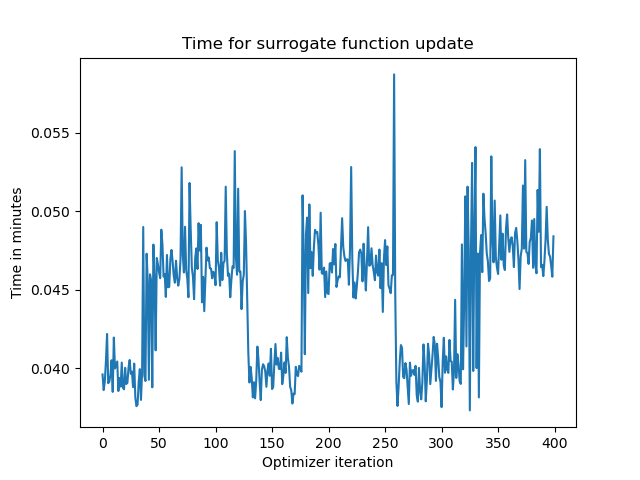 Time for surrogate function update
Time in minutes
0.055
0.050
0.045
0.040
0 50 100 150 200 250 300 350 400
Optimizer iteration